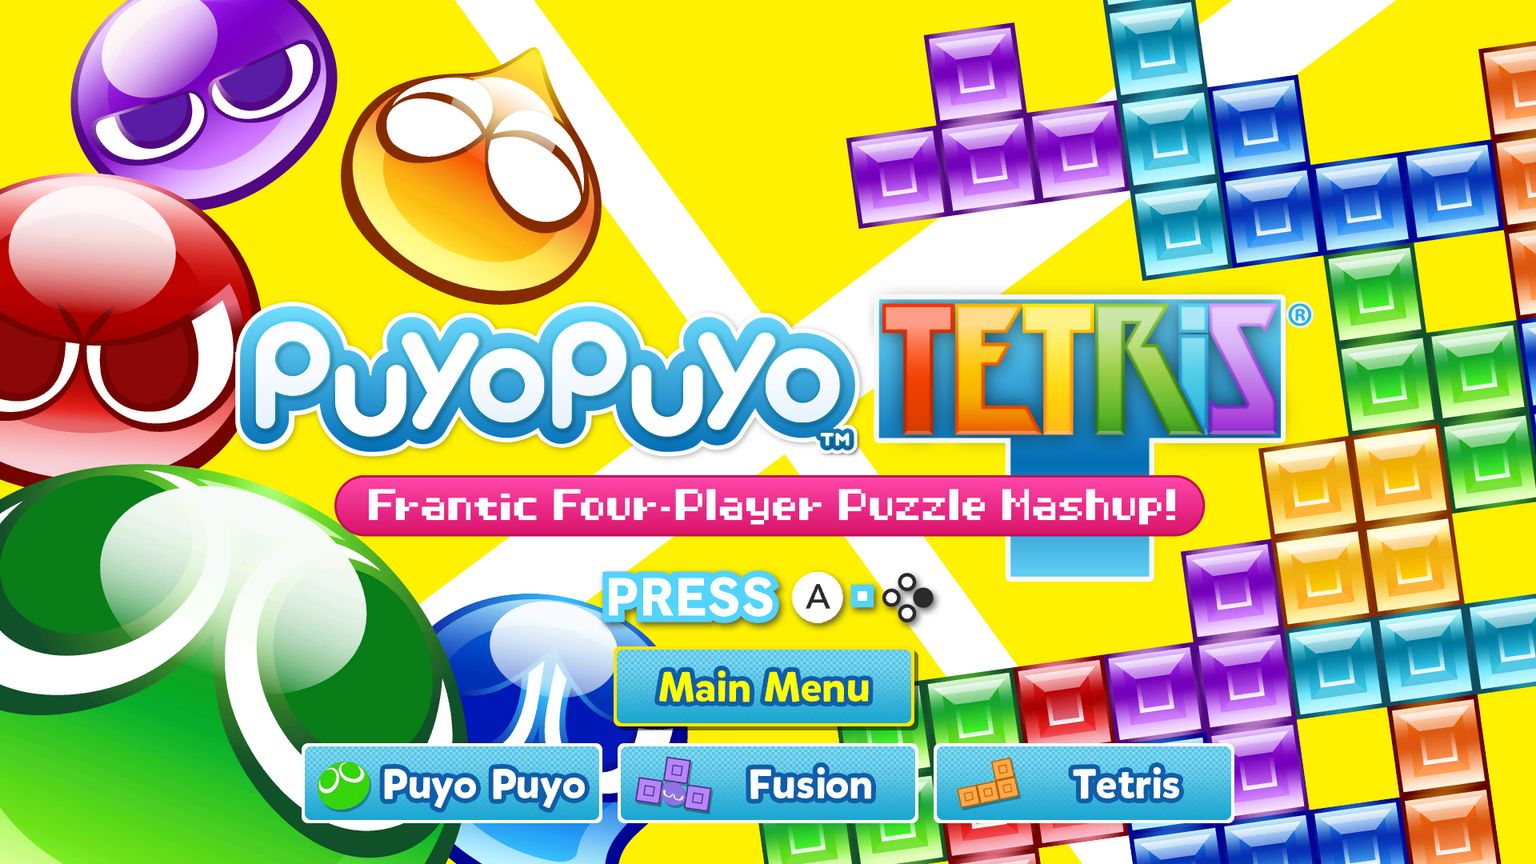 PuyoPuyo™
TETRiS®
Frantic Four-Player Puzzle Mashup!
PRESS A
Main Menu
Puyo Puyo
Fusion
Tetris